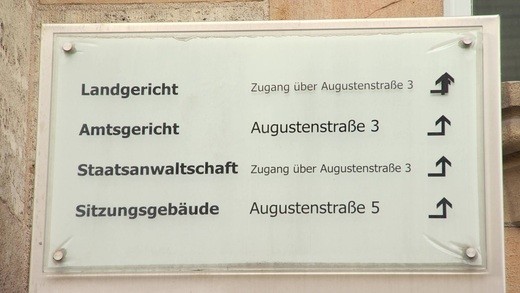 Landgericht Zugang über Augustenstraße 3
Amtsgericht Augustenstraße 3
Staatsanwaltschaft Zugang über Augustenstraße 3
Sitzungsgebäude Augustenstraße 5